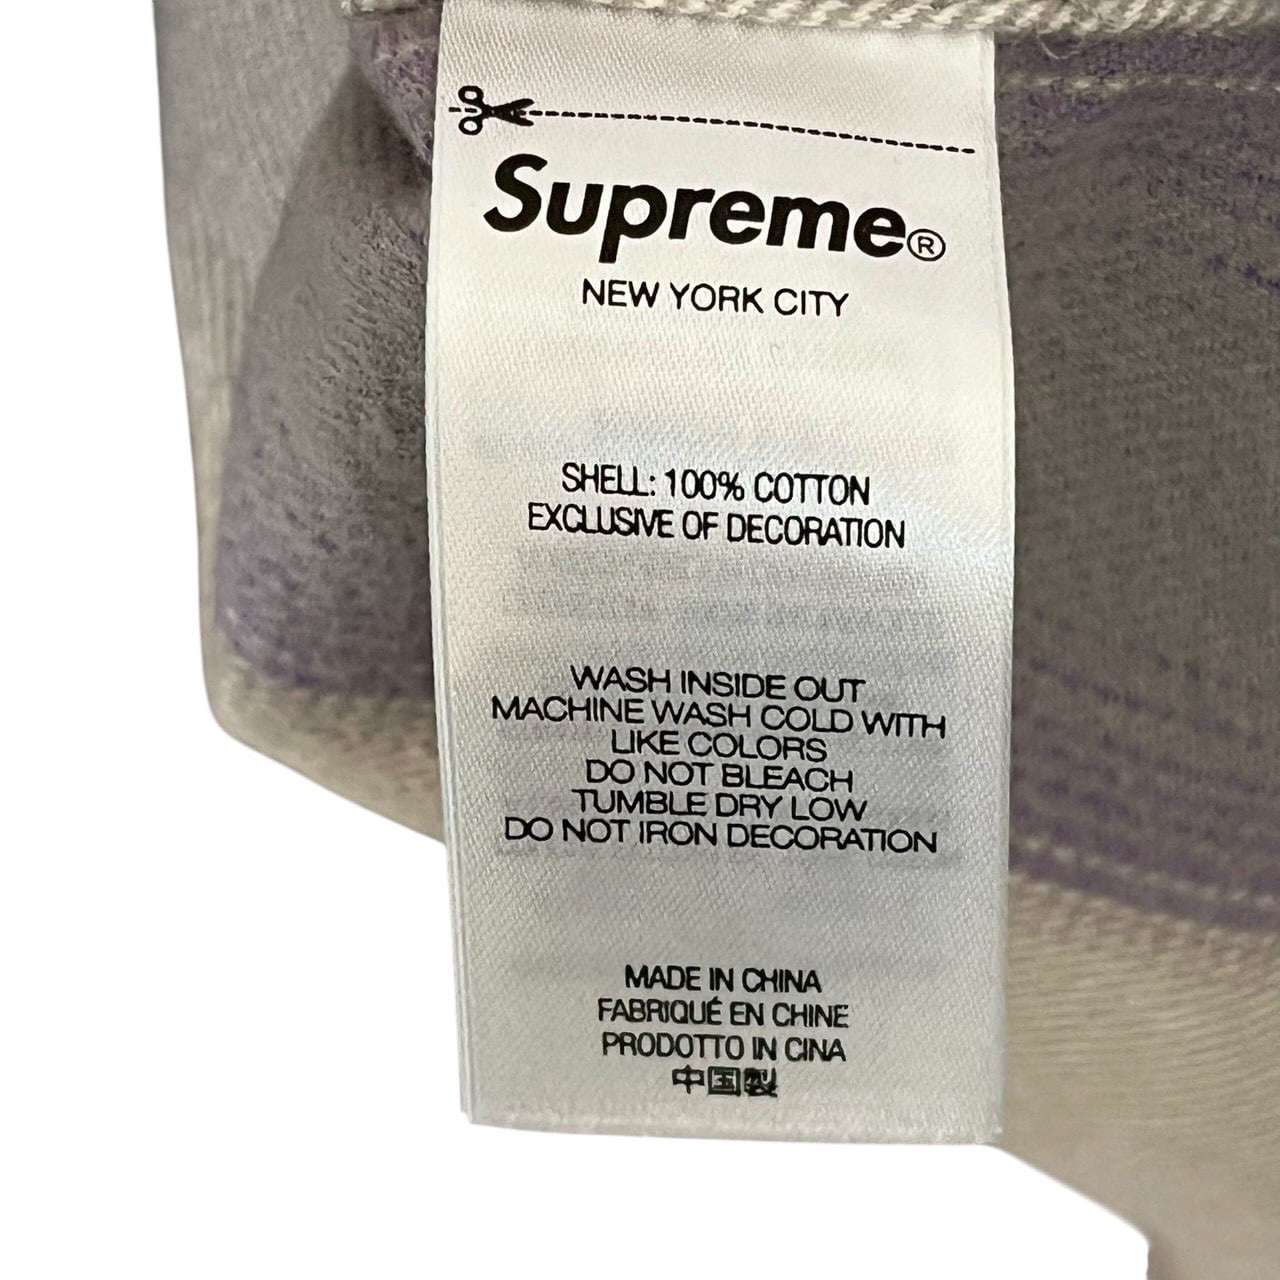 Supreme®
NEW YORK CITY
SHELL: 100% COTTON
EXCLUSIVE OF DECORATION
WASH INSIDE OUT
MACHINE WASH COLD WITH
LIKE COLORS
DO NOT BLEACH
TUMBLE DRY LOW
DO NOT IRON DECORATION
MADE IN CHINA
FABRIQUÉ EN CHINE
PRODOTTO IN CINA
中国製